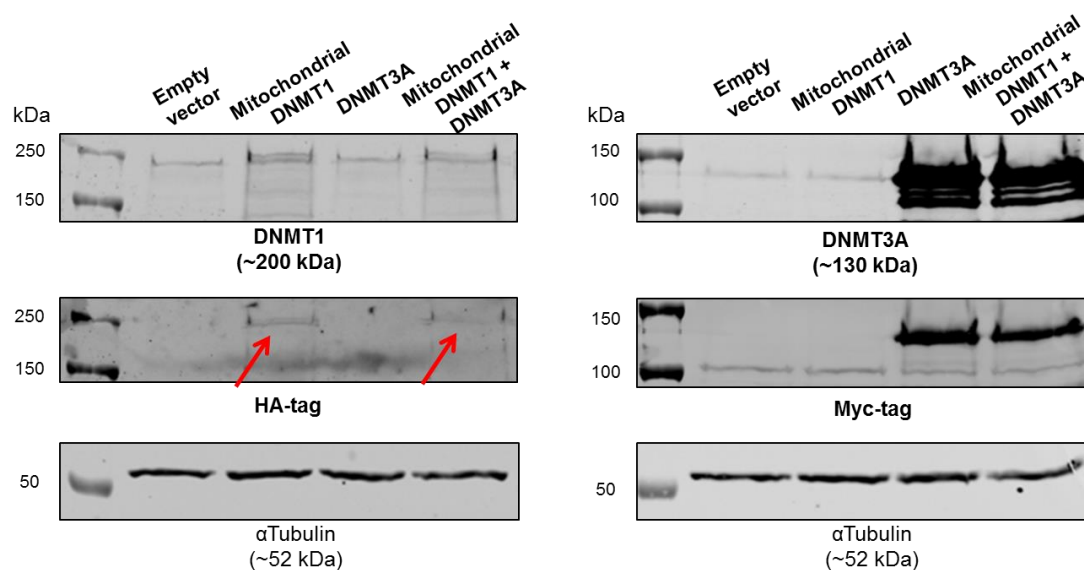 Empty
vector
Mitochondrial
DNMT1
DNMT3A
Mitochondrial
DNMT1 +
DNMT3A
kDa
250
150
DNMT1
(~200 kDa)
250
150
HA-tag
50
αTubulin
(~52 kDa)
Empty
vector
Mitochondrial
DNMT1
DNMT3A
Mitochondrial
DNMT1 +
DNMT3A
kDa
150
100
DNMT3A
(~130 kDa)
150
100
Myc-tag
50
αTubulin
(~52 kDa)